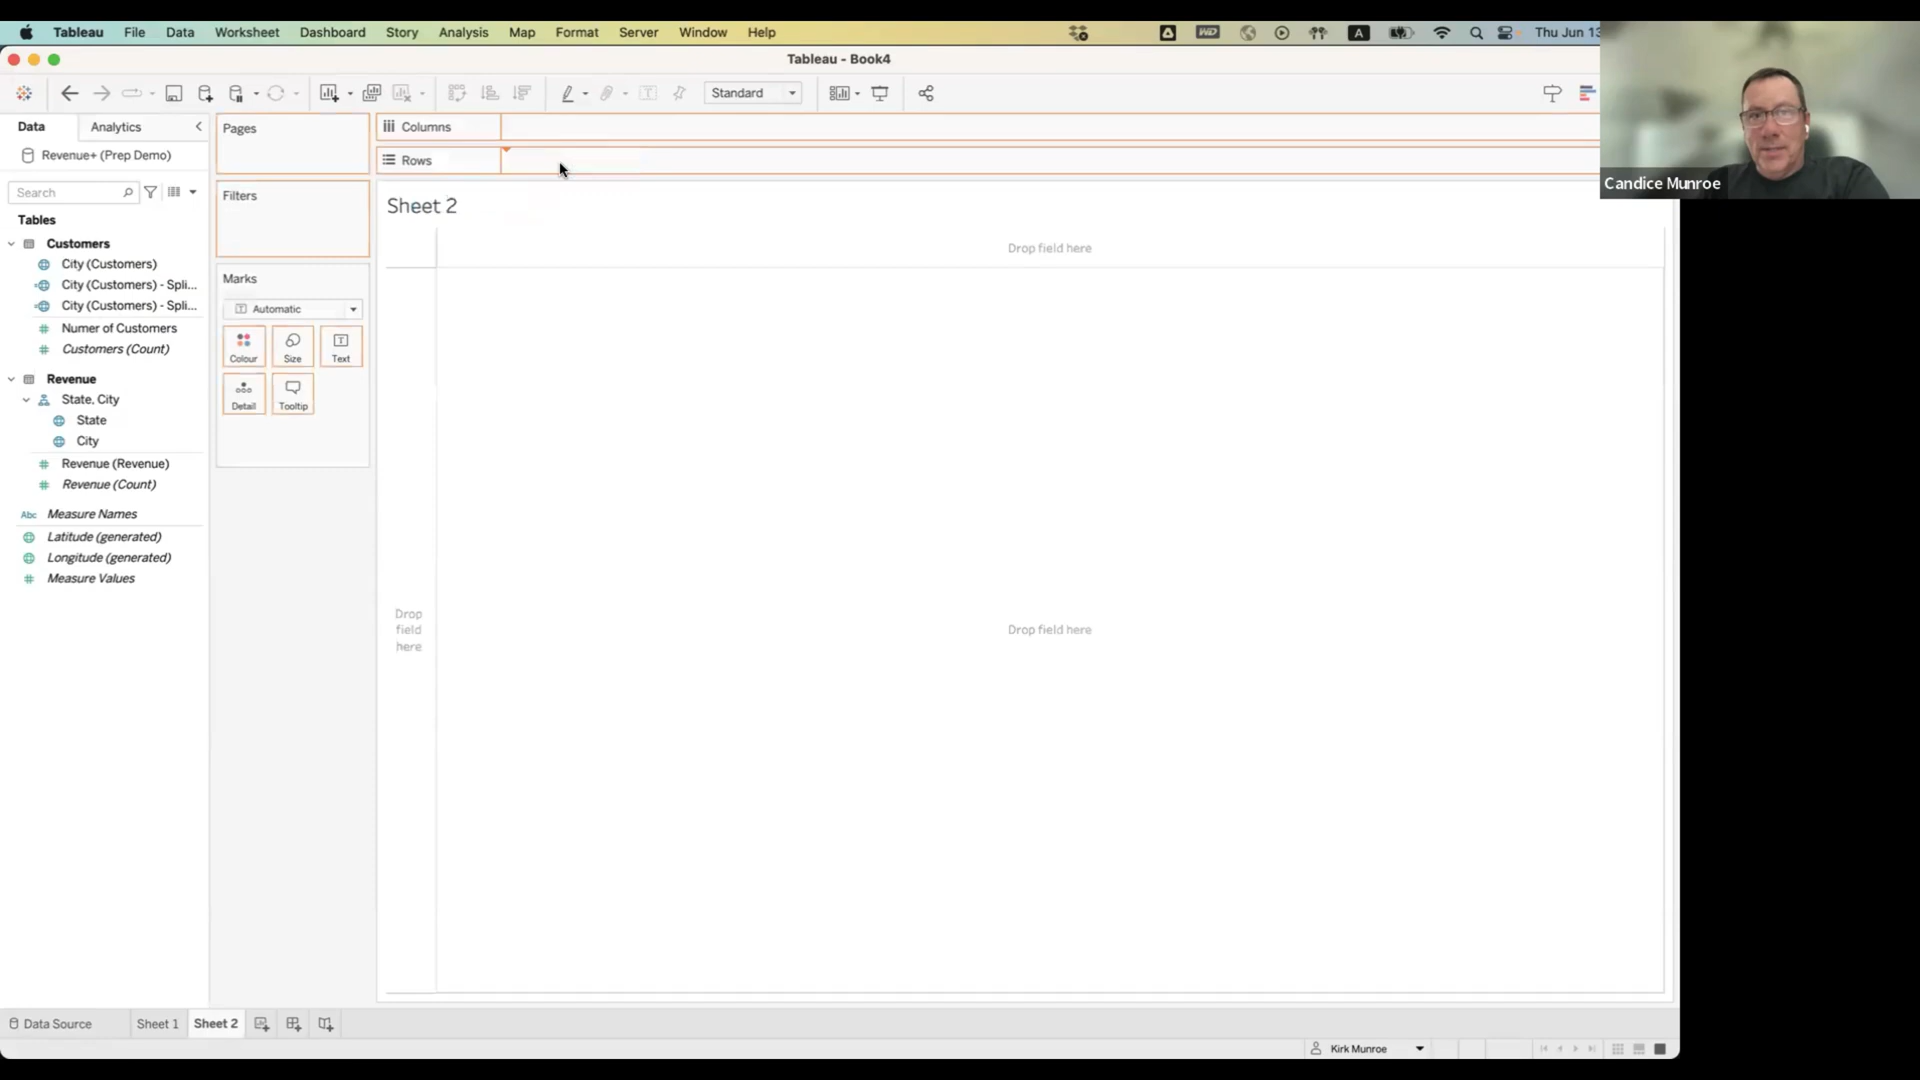 Tableau File Data Worksheet Dashboard Story Analysis Map Format Server Window Help WD A Thu Jun 13
Tableau - Book4
Standard
Data Analytics
Revenue+ (Prep Demo)
Search
Tables
Customers
City (Customers)
City (Customers) - Spli...
City (Customers) - Spli...
Numer of Customers
Customers (Count)
Revenue
State, City
State
City
Revenue (Revenue)
Revenue (Count)
Abc Measure Names
Latitude (generated)
Longitude (generated)
Measure Values
Pages
Filters
Marks
Automatic
Colour Size Text
Detail Tooltip
Columns
Rows
Sheet 2
Drop field here
Drop
field
here
Drop field here
Candice Munroe
Data Source Sheet 1 Sheet 2
Kirk Munroe